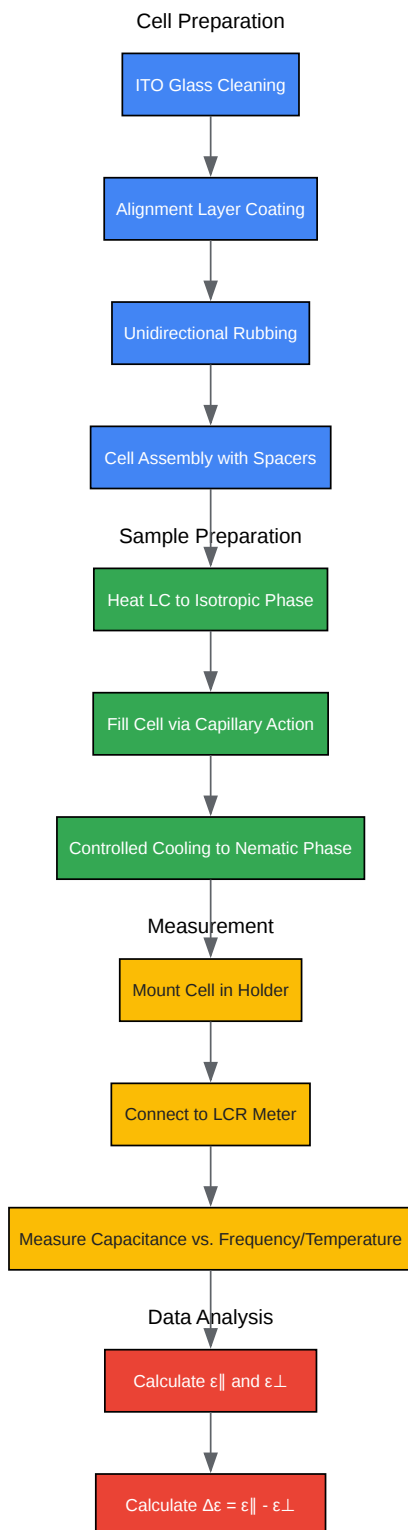 Cell Preparation
ITO Glass Cleaning
Alignment Layer Coating
Unidirectional Rubbing
Cell Assembly with Spacers
Sample Preparation
Heat LC to Isotropic Phase
Fill Cell via Capillary Action
Controlled Cooling to Nematic Phase
Measurement
Mount Cell in Holder
Connect to LCR Meter
Measure Capacitance vs. Frequency/Temperature
Data Analysis
Calculate ε∥ and ε⊥
Calculate Δε = ε∥ - ε⊥